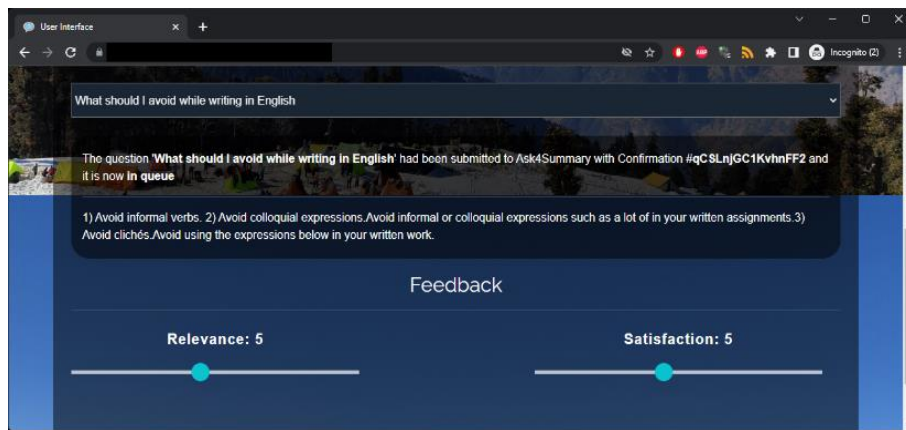 User Interface
Incognito (2)
What should I avoid while writing in English
The question 'What should I avoid while writing in English' had been submitted to Ask4Summary with Confirmation #qCSLnjGC1KvhnFF2 and
it is now in queue
1) Avoid informal verbs. 2) Avoid colloquial expressions.Avoid informal or colloquial expressions such as a lot of in your written assignments.3)
Avoid clichés.Avoid using the expressions below in your written work.
Feedback
Relevance: 5
Satisfaction: 5